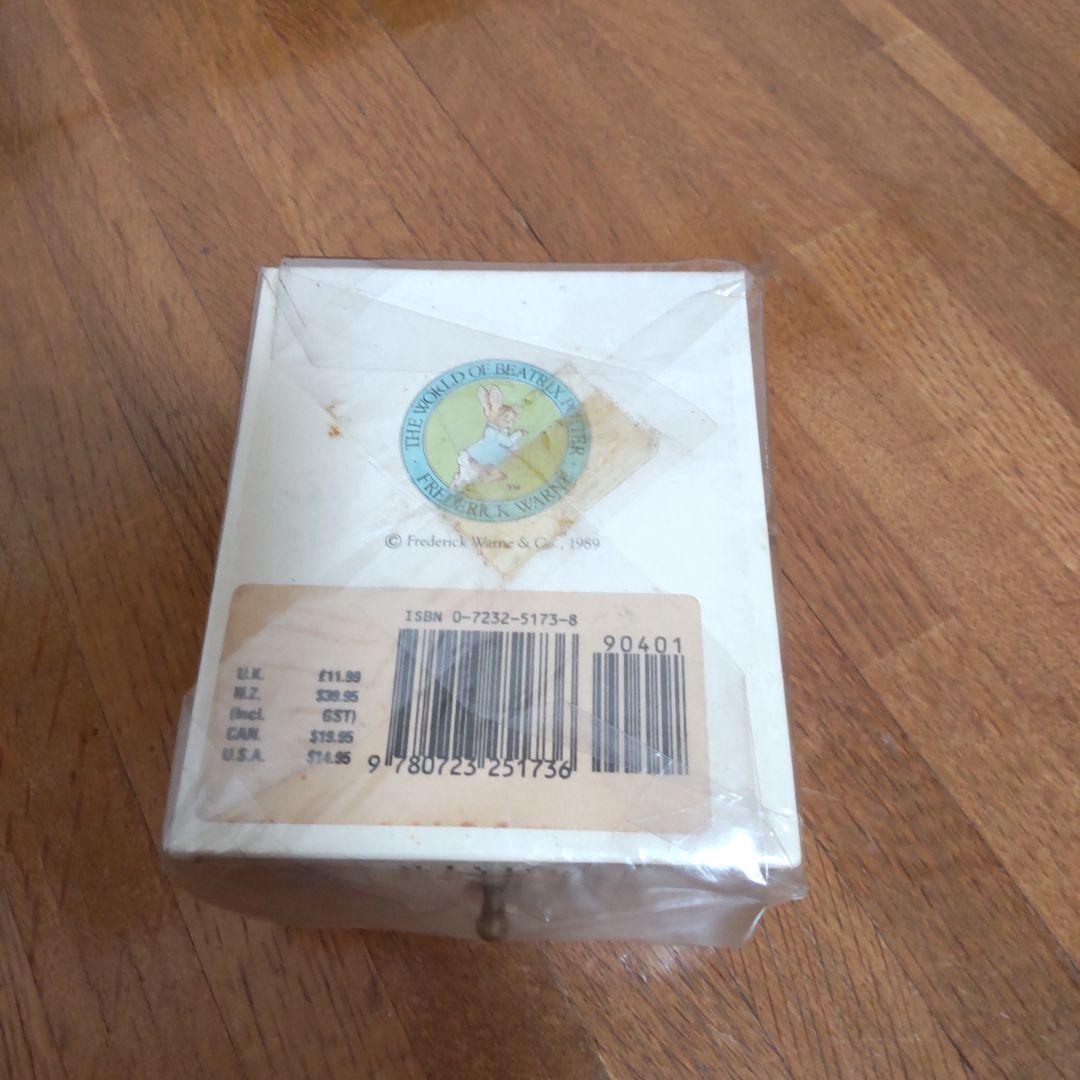 THE WORLD OF BEATRIX POTTER
FREDERICK WARNE
TM
© Frederick Warne & Co., 1989
ISBN 0-7232-5173-8
90401
U.K. £11.99
N.Z. $39.95
(Incl. GST)
CAN. $19.95
U.S.A. $14.95
9 780723 251736